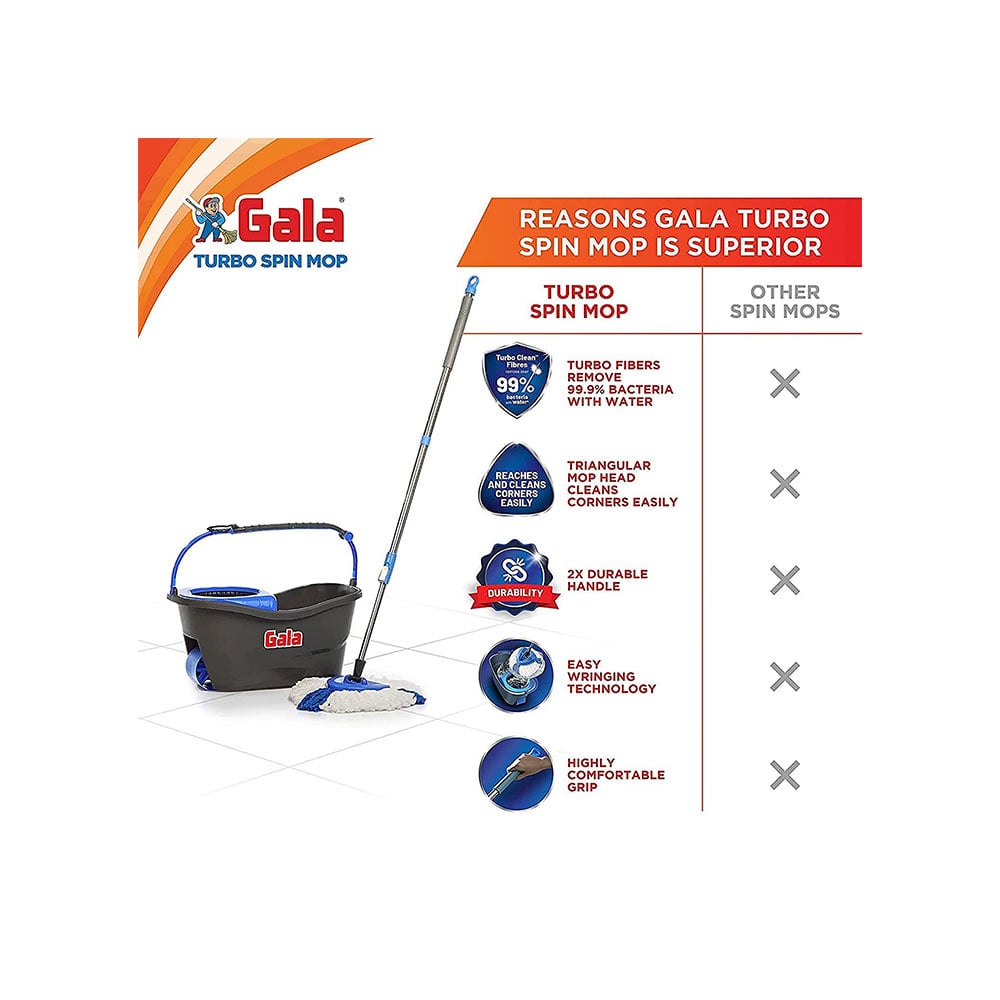 Gala®
TURBO SPIN MOP
REASONS GALA TURBO
SPIN MOP IS SUPERIOR
TURBO
SPIN MOP
OTHER
SPIN MOPS
Turbo Clean™
Fibres
99%
bacteria
with water
TURBO FIBERS
REMOVE
99.9% BACTERIA
WITH WATER
REACHES
AND CLEANS
CORNERS
EASILY
TRIANGULAR
MOP HEAD
CLEANS
CORNERS EASILY
DURABILITY
2X DURABLE
HANDLE
EASY
WRINGING
TECHNOLOGY
HIGHLY
COMFORTABLE
GRIP
Gala